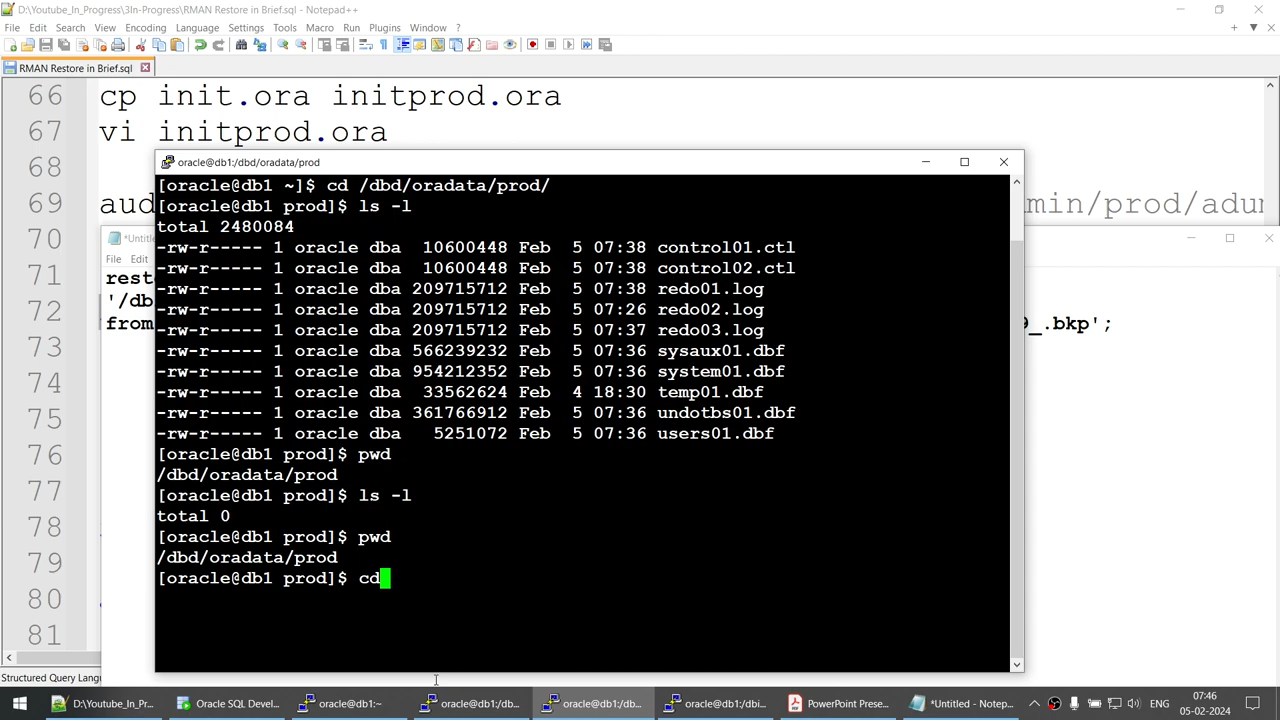 D:\Youtube_In_Progress\3In-Progress\RMAN Restore in Brief.sql - Notepad++
File Edit Search View Encoding Language Settings Tools Macro Run Plugins Window ?
RMAN Restore in Brief.sql
66 cp init.ora initprod.ora
67 vi initprod.ora
68
oracle@db1:/dbd/oradata/prod
[oracle@db1 ~]$ cd /dbd/oradata/prod/
[oracle@db1 prod]$ ls -l
total 2480084
-rw-r----- 1 oracle dba 10600448 Feb 5 07:38 control01.ctl
-rw-r----- 1 oracle dba 10600448 Feb 5 07:38 control02.ctl
-rw-r----- 1 oracle dba 209715712 Feb 5 07:38 redo01.log
-rw-r----- 1 oracle dba 209715712 Feb 5 07:26 redo02.log
-rw-r----- 1 oracle dba 209715712 Feb 5 07:37 redo03.log
-rw-r----- 1 oracle dba 566239232 Feb 5 07:36 sysaux01.dbf
-rw-r----- 1 oracle dba 954212352 Feb 5 07:36 system01.dbf
-rw-r----- 1 oracle dba 33562624 Feb 4 18:30 temp01.dbf
-rw-r----- 1 oracle dba 361766912 Feb 5 07:36 undotbs01.dbf
-rw-r----- 1 oracle dba 5251072 Feb 5 07:36 users01.dbf
[oracle@db1 prod]$ pwd
/dbd/oradata/prod
[oracle@db1 prod]$ ls -l
total 0
[oracle@db1 prod]$ pwd
/dbd/oradata/prod
[oracle@db1 prod]$ cd
69 aud min/prod/adum
70 *Untitl
71 File Edit
resto
72 '/db
from 9_.bkp';
73
74
75
76
77
78
79
80
81
Structured Query Lang
D:\Youtube_In_Pr... Oracle SQL Devel... oracle@db1:~ oracle@db1:/db... oracle@db1:/db... oracle@db1:/dbi... PowerPoint Prese... *Untitled - Notep... ENG 07:46
05-02-2024